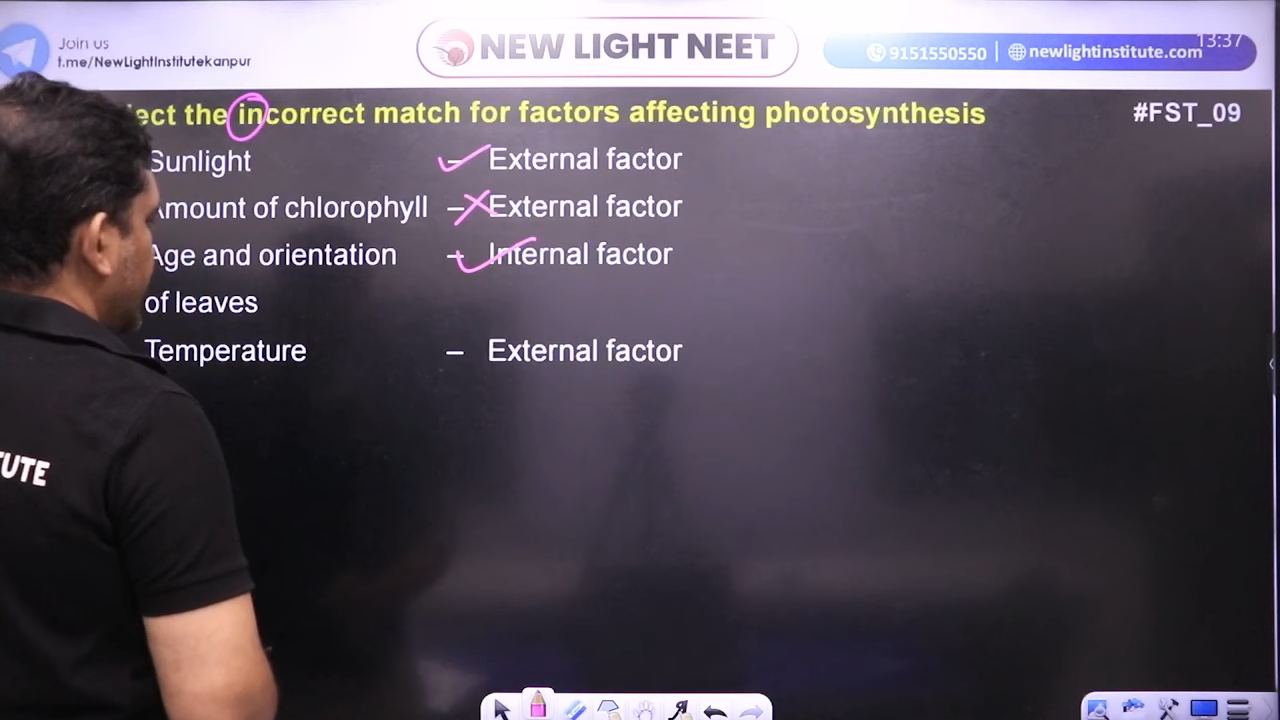 Join us
t.me/NewLightInstitutekanpur
NEW LIGHT NEET
9151550550 | newlightinstitute.com
13:37
the incorrect match for factors affecting photosynthesis
#FST_09
Sunlight – External factor
Amount of chlorophyll – External factor
Age and orientation – Internal factor
of leaves
Temperature – External factor